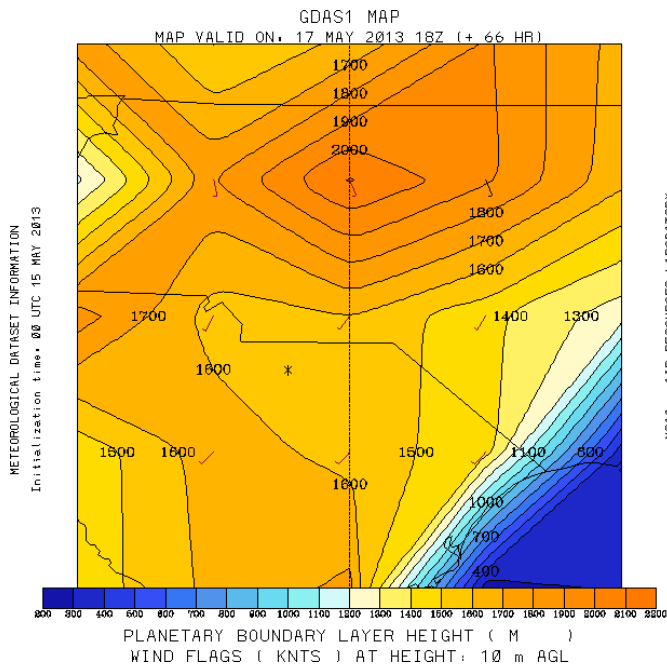 GDAS1 MAP
MAP VALID ON: 17 MAY 2013 18Z (+ 66 HR)
METEOROLOGICAL DATASET INFORMATION
Initialization time: 00 UTC 15 MAY 2013
1700
1800
1900
2000
1800
1700
1600
1700
1400
1300
1600
1500
1600
1500
1100
800
1600
1000
700
400
200 300 400 500 600 700 800 900 1000 1100 1200 1300 1400 1500 1600 1700 1800 1900 2000 2100 2200
PLANETARY BOUNDARY LAYER HEIGHT ( M )
WIND FLAGS ( KNTS ) AT HEIGHT: 10 m AGL